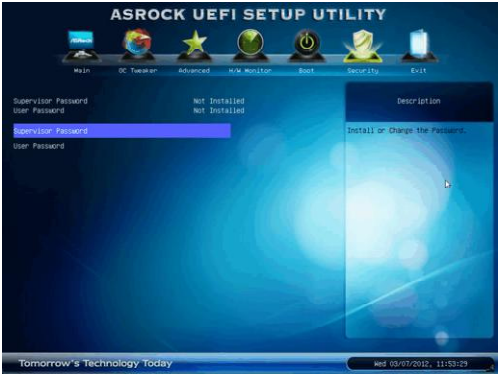 ASROCK UEFI SETUP UTILITY
ASRock
Main OC Tweaker Advanced H/W Monitor Boot Security Exit
Supervisor Password Not Installed
User Password Not Installed
Supervisor Password
User Password
Description
Install or Change the Password.
Tomorrow's Technology Today
Wed 03/07/2012, 11:53:29